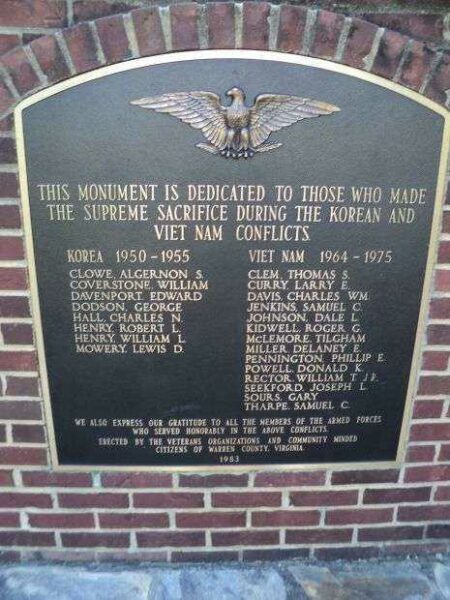 THIS MONUMENT IS DEDICATED TO THOSE WHO MADE
THE SUPREME SACRIFICE DURING THE KOREAN AND
VIET NAM CONFLICTS
KOREA 1950-1955
CLOWE, ALGERNON S.
COVERSTONE, WILLIAM
DAVENPORT, EDWARD
DODSON, GEORGE
HALL, CHARLES N.
HENRY, ROBERT L.
HENRY, WILLIAM L.
MOWERY, LEWIS D.
VIET NAM 1964-1975
CLEM, THOMAS S.
CURRY, LARRY E.
DAVIS, CHARLES WM
JENKINS, SAMUEL C.
JOHNSON, DALE L.
KIDWELL, ROGER G.
McLEMORE, TILGHAM
MILLER, DELANEY E.
PENNINGTON, PHILLIP E.
POWELL, DONALD K.
RECTOR, WILLIAM T. JR.
SEEKFORD, JOSEPH L.
SOURS, GARY
THARPE, SAMUEL C.
WE ALSO EXPRESS OUR GRATITUDE TO ALL THE MEMBERS OF THE ARMED FORCES
WHO SERVED HONORABLY IN THE ABOVE CONFLICTS.
ERECTED BY THE VETERANS ORGANIZATIONS AND COMMUNITY MINDED
CITIZENS OF WARREN COUNTY, VIRGINIA
1983